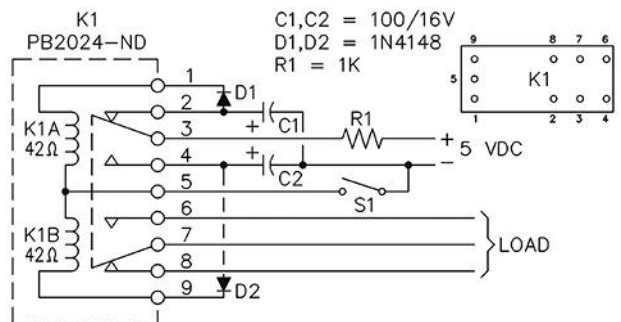 K1
PB2024-ND
C1,C2 = 100/16V
D1,D2 = 1N4148
R1 = 1K
9 8 7 6
5 K1
1 2 3 4
1
D1
2
C1
+
3
R1
+
K1A
42Ω
4
+
C2
5 VDC
−
5
S1
6
K1B
42Ω
7
LOAD
8
9
D2